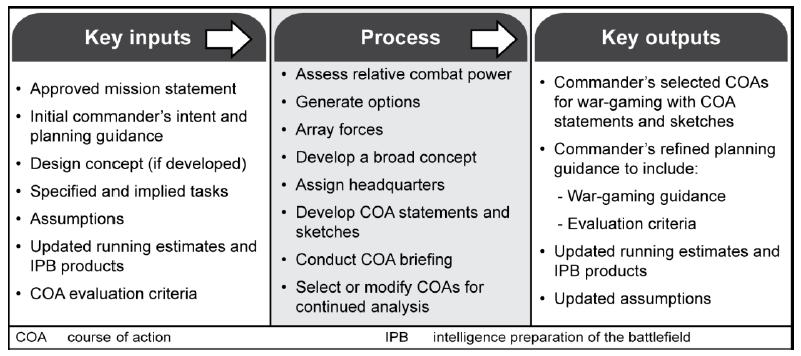 Key inputs
• Approved mission statement
• Initial commander's intent and
planning guidance
• Design concept (if developed)
• Specified and implied tasks
• Assumptions
• Updated running estimates and
IPB products
• COA evaluation criteria
Process
• Assess relative combat power
• Generate options
• Array forces
• Develop a broad concept
• Assign headquarters
• Develop COA statements and
sketches
• Conduct COA briefing
• Select or modify COAs for
continued analysis
Key outputs
• Commander's selected COAs
for war-gaming with COA
statements and sketches
• Commander's refined planning
guidance to include:
- War-gaming guidance
- Evaluation criteria
• Updated running estimates and
IPB products
• Updated assumptions
COA course of action IPB intelligence preparation of the battlefield